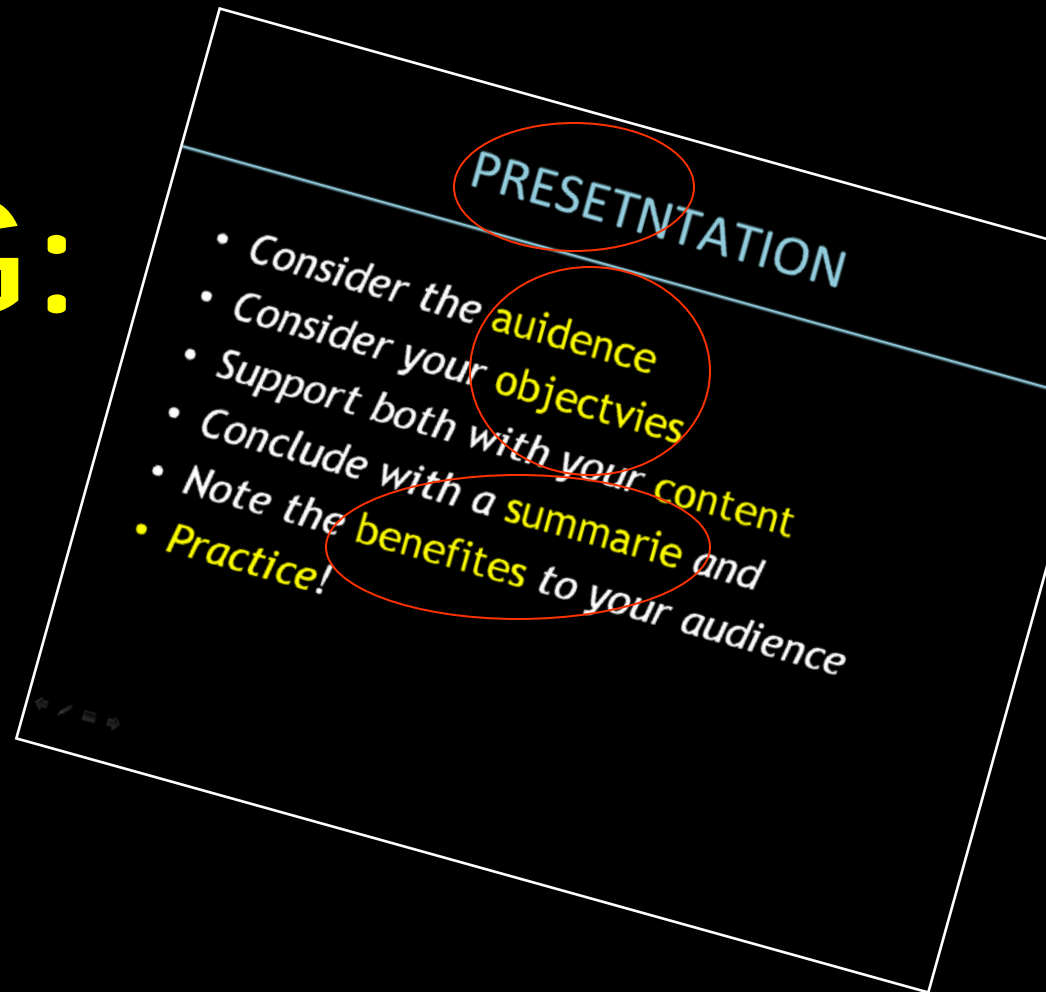 G:
PRESETNTATION
• Consider the auidence
• Consider your objectvies
• Support both with your content
• Conclude with a summarie and
• Note the benefites to your audience
• Practice!